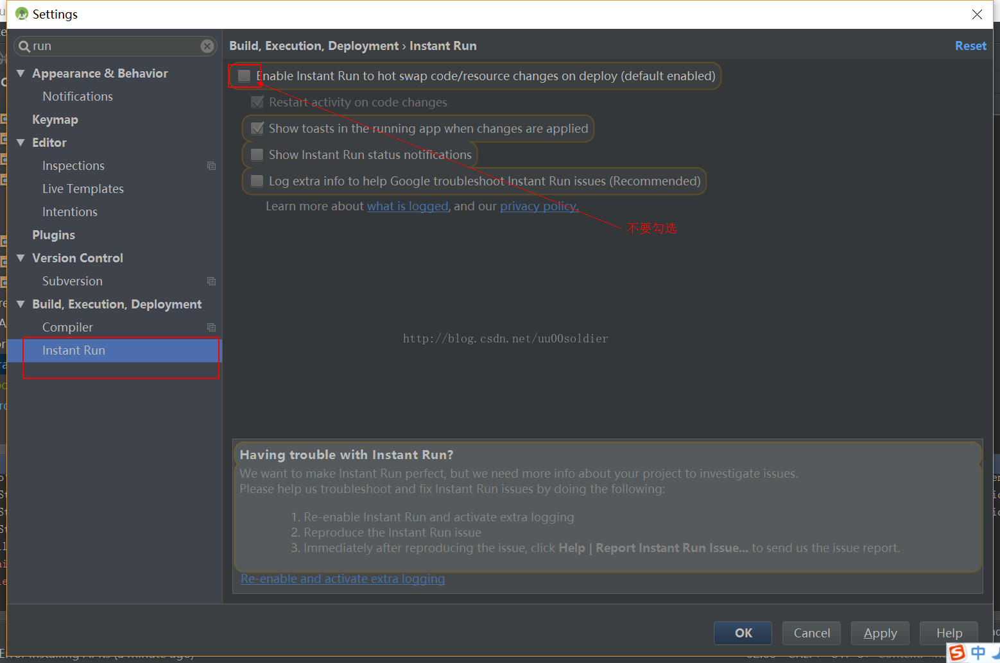 Settings
run
Build, Execution, Deployment › Instant Run
Reset
Appearance & Behavior
Notifications
Keymap
Editor
Inspections
Live Templates
Intentions
Plugins
Version Control
Subversion
Build, Execution, Deployment
Compiler
Instant Run
Enable Instant Run to hot swap code/resource changes on deploy (default enabled)
Restart activity on code changes
Show toasts in the running app when changes are applied
Show Instant Run status notifications
Log extra info to help Google troubleshoot Instant Run issues (Recommended)
Learn more about what is logged, and our privacy policy.
不要勾选
http://blog.csdn.net/uu00soldier
Having trouble with Instant Run?
We want to make Instant Run perfect, but we need more info about your project to investigate issues.
Please help us troubleshoot and fix Instant Run issues by doing the following:
1. Re-enable Instant Run and activate extra logging
2. Reproduce the Instant Run issue
3. Immediately after reproducing the issue, click Help | Report Instant Run Issue... to send us the issue report.
Re-enable and activate extra logging
OK
Cancel
Apply
Help
中